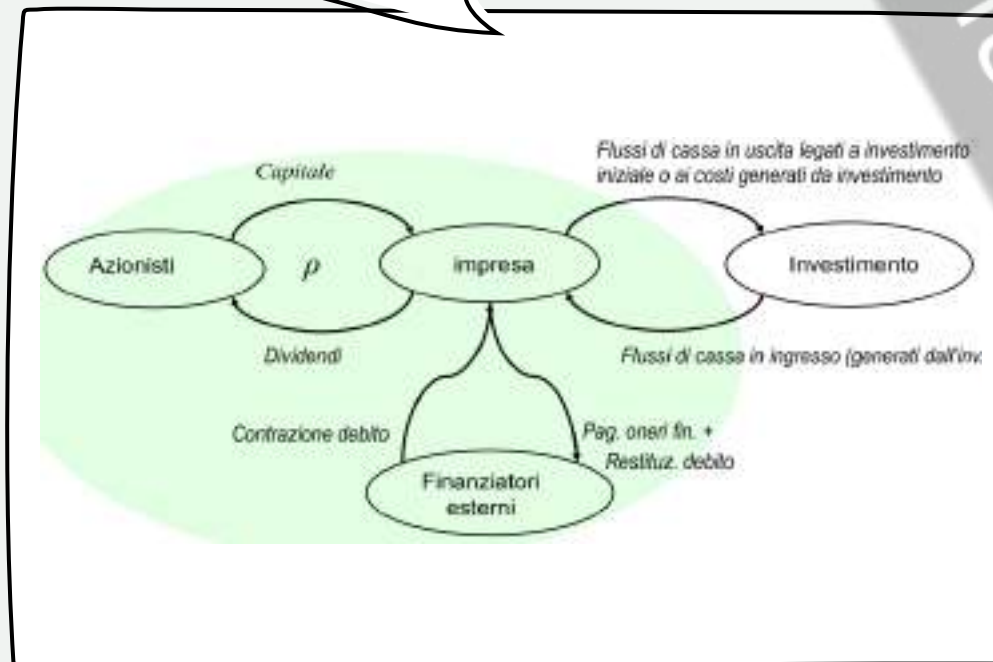 Capitale
Flussi di cassa in uscita legati a investimento
iniziale o ai costi generati da investimento
Azionisti
ρ
impresa
Investimento
Dividendi
Flussi di cassa in ingresso (generati dall'inv.
Contrazione debito
Pag. oneri fin. +
Restituz. debito
Finanziatori
esterni